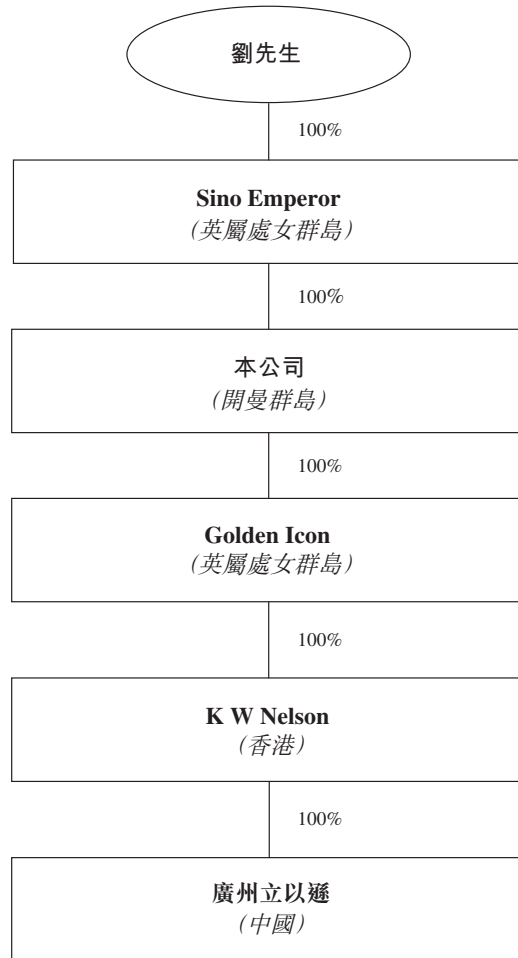 劉先生
100%
Sino Emperor
(英屬處女群島)
100%
本公司
(開曼群島)
100%
Golden Icon
(英屬處女群島)
100%
K W Nelson
(香港)
100%
廣州立以遜
(中國)